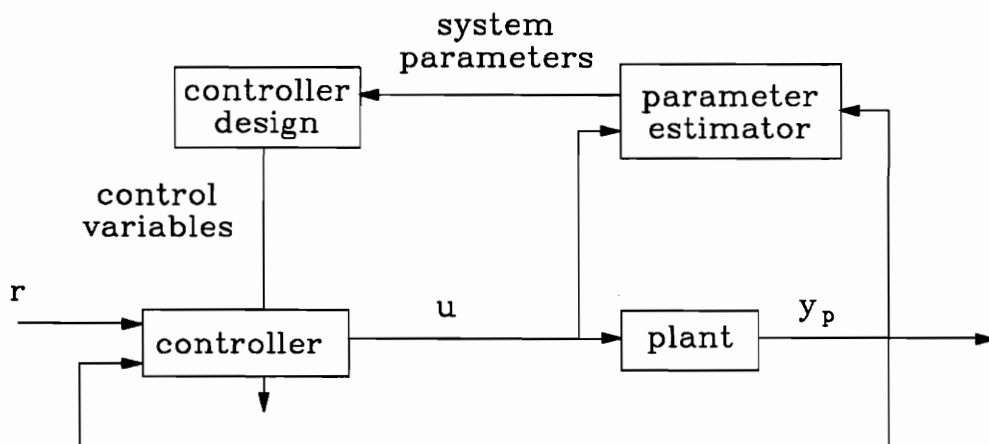 system
parameters
controller
design
parameter
estimator
control
variables
r
controller
u
plant
y p